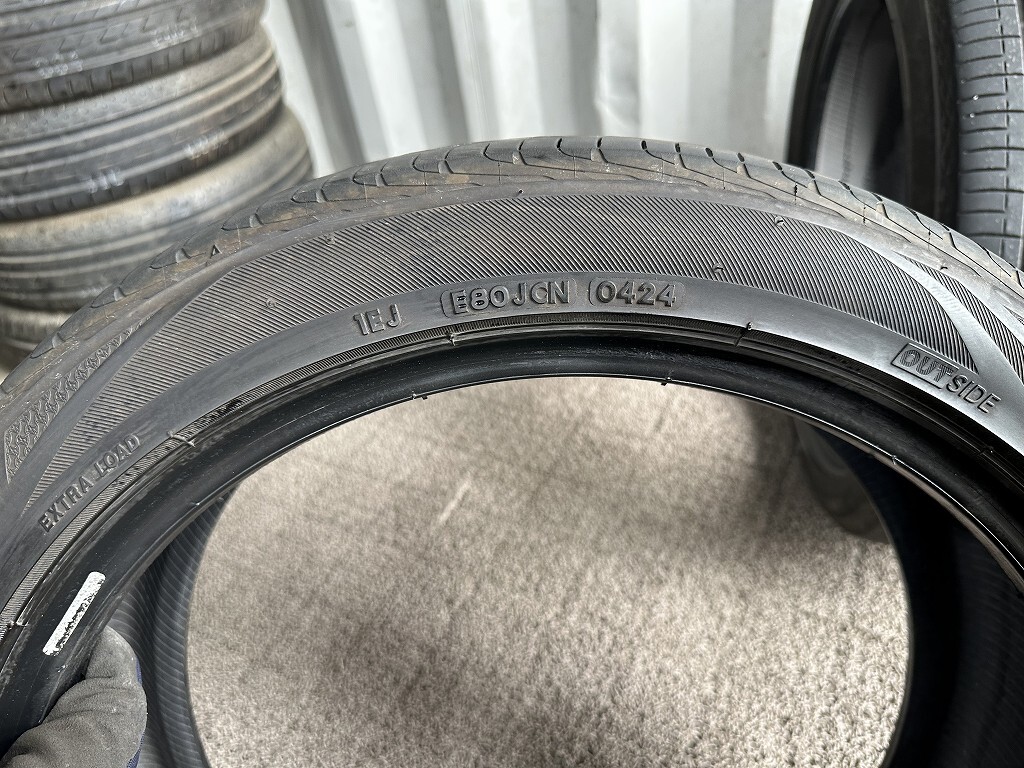 1EJ E80JCN 0424
OUTSIDE
EXTRA LOAD